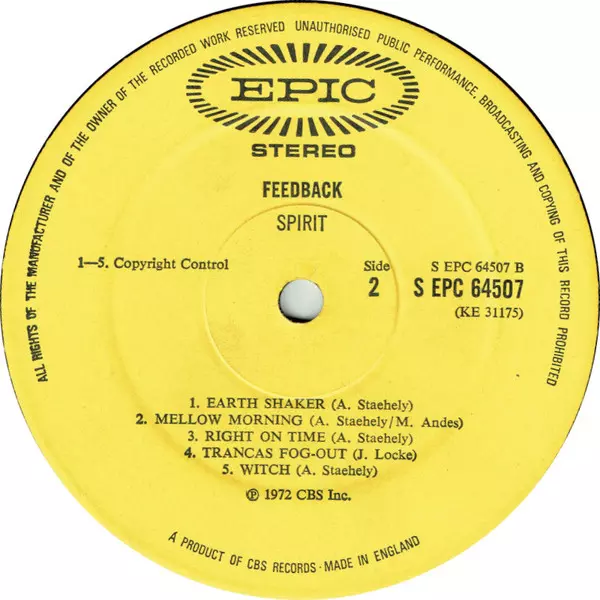 ALL RIGHTS OF THE MANUFACTURER AND OF THE OWNER OF THE RECORDED WORK RESERVED UNAUTHORISED PUBLIC PERFORMANCE, BROADCASTING AND COPYING OF THIS RECORD PROHIBITED
EPIC
STEREO
FEEDBACK
SPIRIT
1—5. Copyright Control
Side
2
S EPC 64507 B
S EPC 64507
(KE 31175)
1. EARTH SHAKER (A. Staehely)
2. MELLOW MORNING (A. Staehely/M. Andes)
3. RIGHT ON TIME (A. Staehely)
4. TRANCAS FOG-OUT (J. Locke)
5. WITCH (A. Staehely)
℗ 1972 CBS Inc.
A PRODUCT OF CBS RECORDS · MADE IN ENGLAND